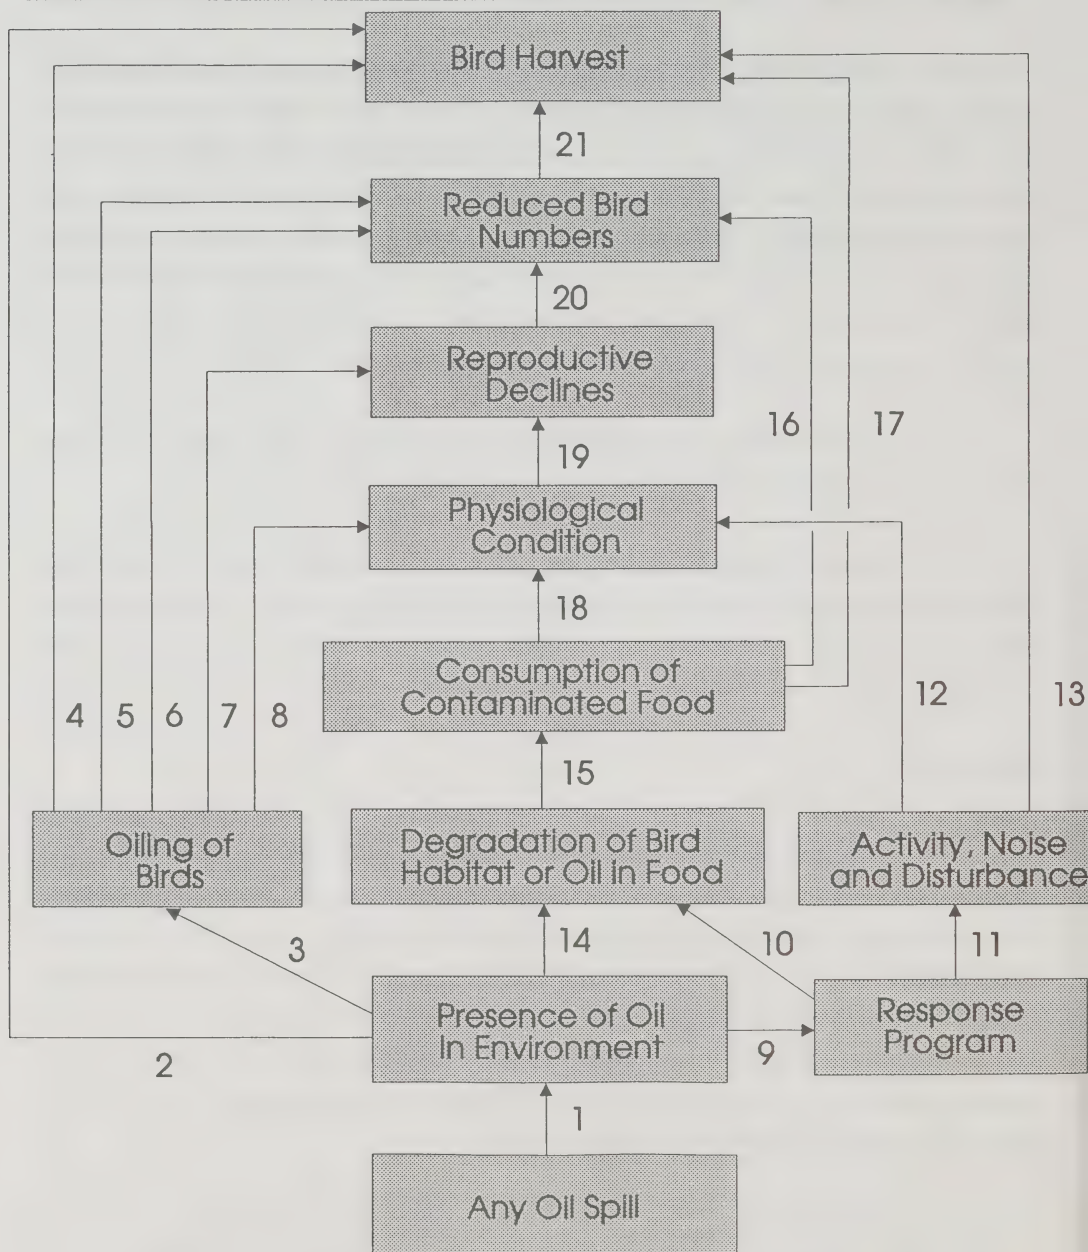 Bird Harvest
21
Reduced Bird
Numbers
20
Reproductive
Declines
16
17
19
Physiological
Condition
18
Consumption of
Contaminated Food
4
5
6
7
8
12
13
15
Oiling of
Birds
Degradation of Bird
Habitat or Oil in Food
Activity, Noise
and Disturbance
3
14
10
11
Presence of Oil
In Environment
Response
Program
2
9
1
Any Oil Spill